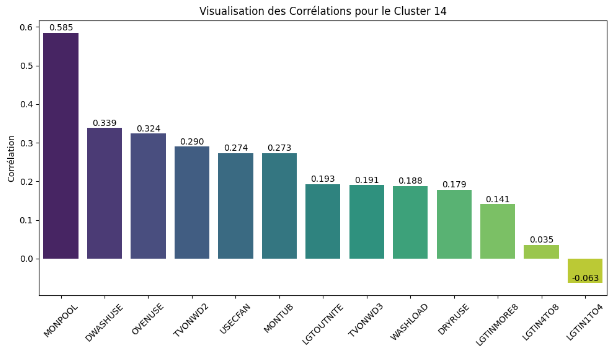 Visualisation des Corrélations pour le Cluster 14
Corrélation
0.6
0.5
0.4
0.3
0.2
0.1
0.0
0.585
0.339
0.324
0.290
0.274
0.273
0.193
0.191
0.188
0.179
0.141
0.035
-0.063
MONPOOL
DWASHUSE
OVENUSE
TVONWD2
USECFAN
MONTUB
LGTOUTNITE
TVONWD3
WASHLOAD
DRYRUSE
LGTINMORE8
LGTIN4TO8
LGTIN1TO4